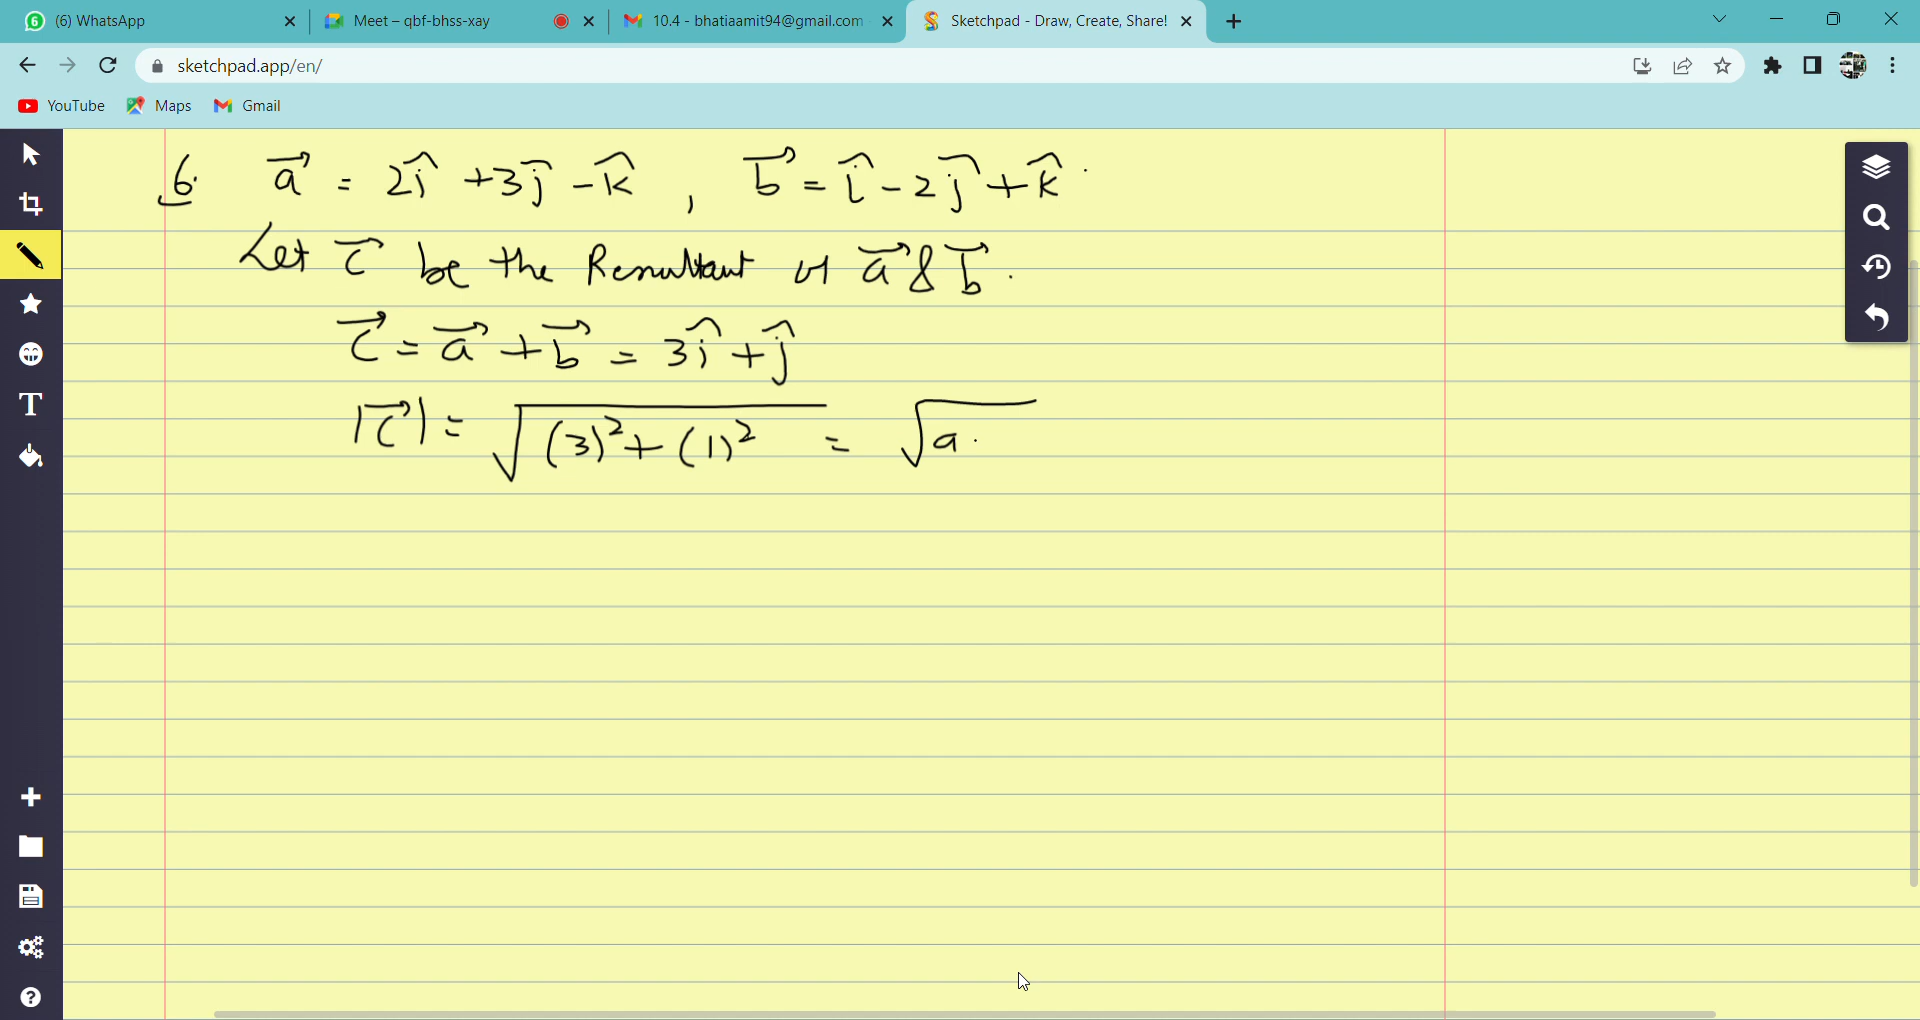 (6) WhatsApp
Meet – qbf-bhss-xay
10.4 - bhatiaamit94@gmail.com
Sketchpad - Draw, Create, Share!
sketchpad.app/en/
YouTube Maps Gmail
6. a⃗ = 2î + 3ĵ - k̂ , b⃗ = î - 2ĵ + k̂.
Let c⃗ be the Resultant of a⃗ & b⃗.
c⃗ = a⃗ + b⃗ = 3î + ĵ
|c⃗| = √((3)² + (1)²) = √a.